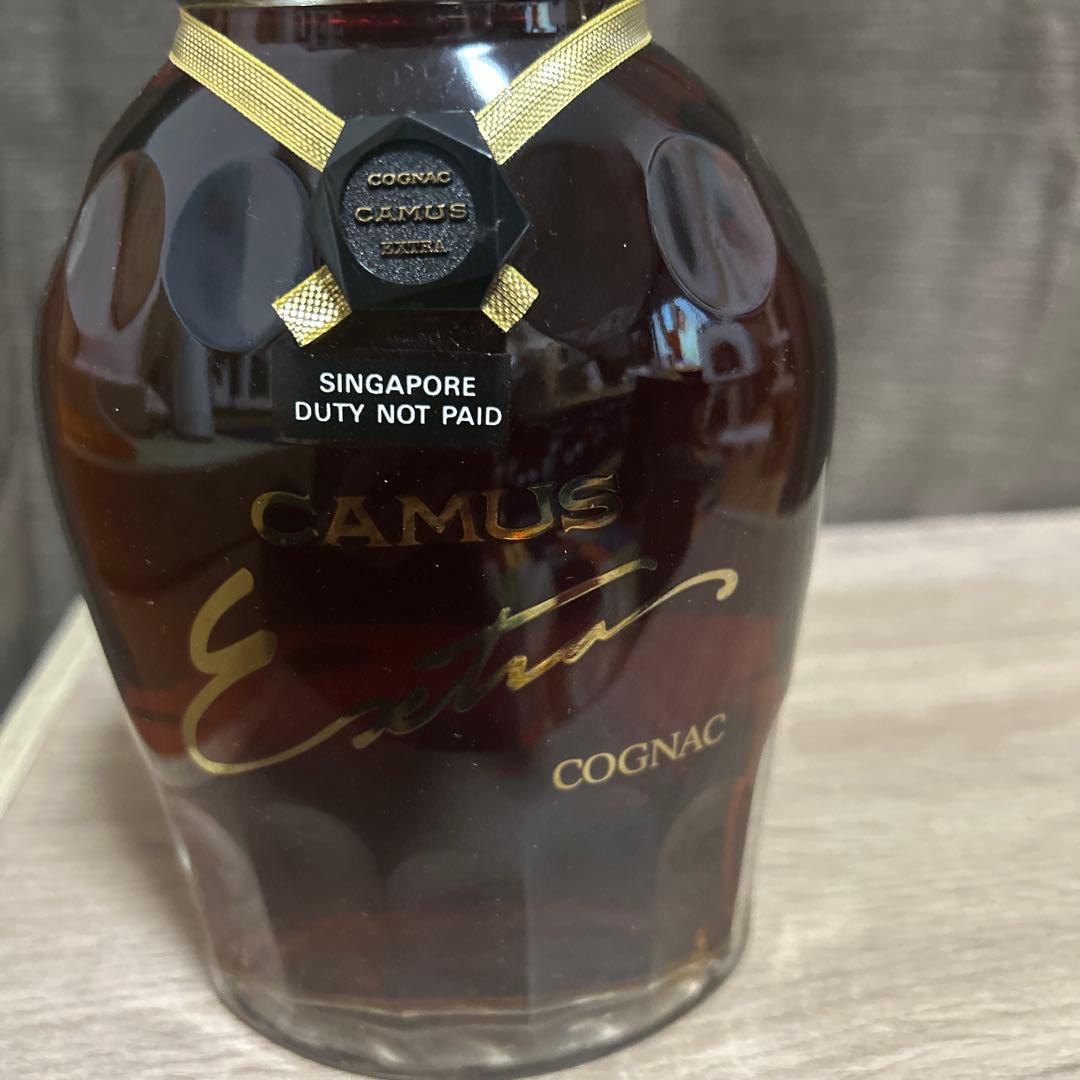 COGNAC
CAMUS
EXTRA
SINGAPORE
DUTY NOT PAID
CAMUS
Extra
COGNAC